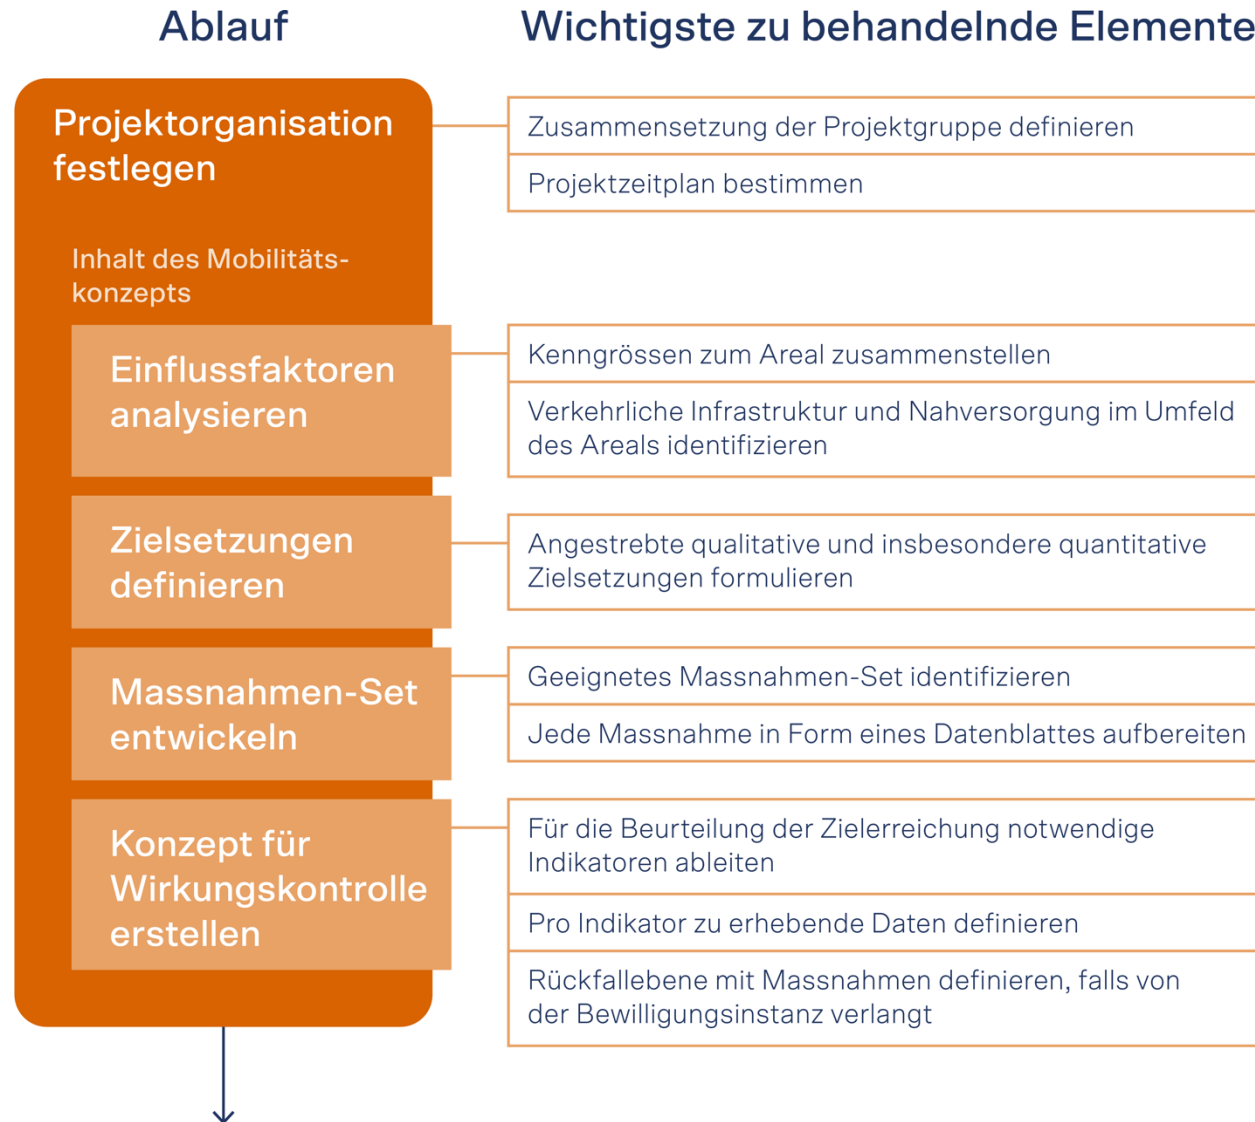 Ablauf
Wichtigste zu behandelnde Elemente
Projektorganisation
festlegen
Zusammensetzung der Projektgruppe definieren
Projektzeitplan bestimmen
Inhalt des Mobilitäts-
konzepts
Einflussfaktoren
analysieren
Kenngrössen zum Areal zusammenstellen
Verkehrliche Infrastruktur und Nahversorgung im Umfeld
des Areals identifizieren
Zielsetzungen
definieren
Angestrebte qualitative und insbesondere quantitative
Zielsetzungen formulieren
Massnahmen-Set
entwickeln
Geeignetes Massnahmen-Set identifizieren
Jede Massnahme in Form eines Datenblattes aufbereiten
Konzept für
Wirkungskontrolle
erstellen
Für die Beurteilung der Zielerreichung notwendige
Indikatoren ableiten
Pro Indikator zu erhebende Daten definieren
Rückfallebene mit Massnahmen definieren, falls von
der Bewilligungsinstanz verlangt